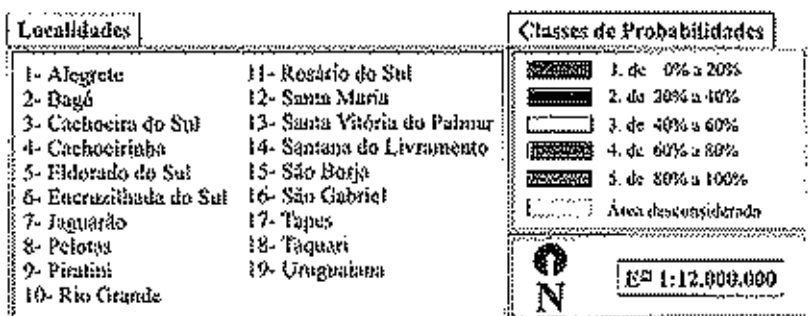 Localidades
1- Alegrete
2- Bagé
3- Cachoeira do Sul
4- Cachoeirinha
5- Eldorado do Sul
6- Encruzilhada do Sul
7- Jaguarão
8- Pelotas
9- Piratini
10- Rio Grande
11- Rosário do Sul
12- Santa Maria
13- Santa Vitória do Palmar
14- Santana do Livramento
15- São Borja
16- São Gabriel
17- Tapes
18- Taquari
19- Uruguaiana
Classes de Probabilidades
1. de 0% a 20%
2. de 20% a 40%
3. de 40% a 60%
4. de 60% a 80%
5. de 80% a 100%
Área desconsiderada
N
Eª 1:12.000.000